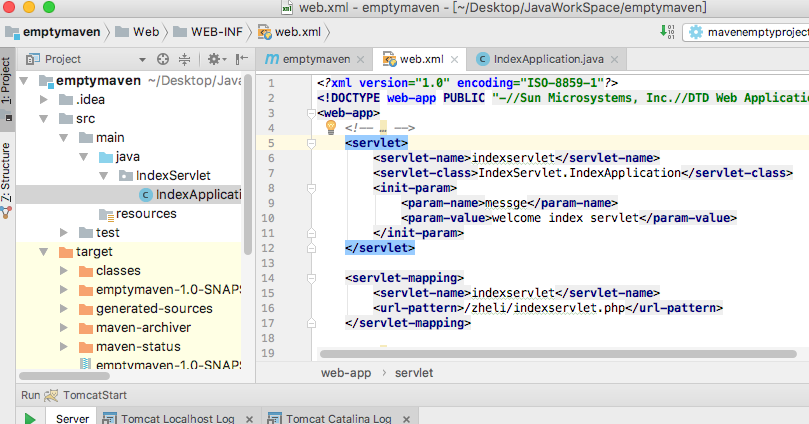 web.xml - emptymaven - [~/Desktop/JavaWorkSpace/emptymaven]
emptymaven Web WEB-INF web.xml mavenemptyproject
Project
emptymaven web.xml IndexApplication.java
1: Project
Z: Structure
emptymaven ~/Desktop/Java
.idea
src
main
java
IndexServlet
IndexApplicati
resources
test
target
classes
emptymaven-1.0-SNAPS
generated-sources
maven-archiver
maven-status
emptymaven-1.0-SNAPS
1 <?xml version="1.0" encoding="ISO-8859-1"?>
2 <!DOCTYPE web-app PUBLIC "-//Sun Microsystems, Inc.//DTD Web Applicatio
3 <web-app>
4 <!-- … -->
5 <servlet>
6 <servlet-name>indexservlet</servlet-name>
7 <servlet-class>IndexServlet.IndexApplication</servlet-class>
8 <init-param>
9 <param-name>messge</param-name>
10 <param-value>welcome index servlet</param-value>
11 </init-param>
12 </servlet>
13
14 <servlet-mapping>
15 <servlet-name>indexservlet</servlet-name>
16 <url-pattern>/zheli/indexservlet.php</url-pattern>
17 </servlet-mapping>
18
19
web-app servlet
Run TomcatStart
Server Tomcat Localhost Log Tomcat Catalina Log